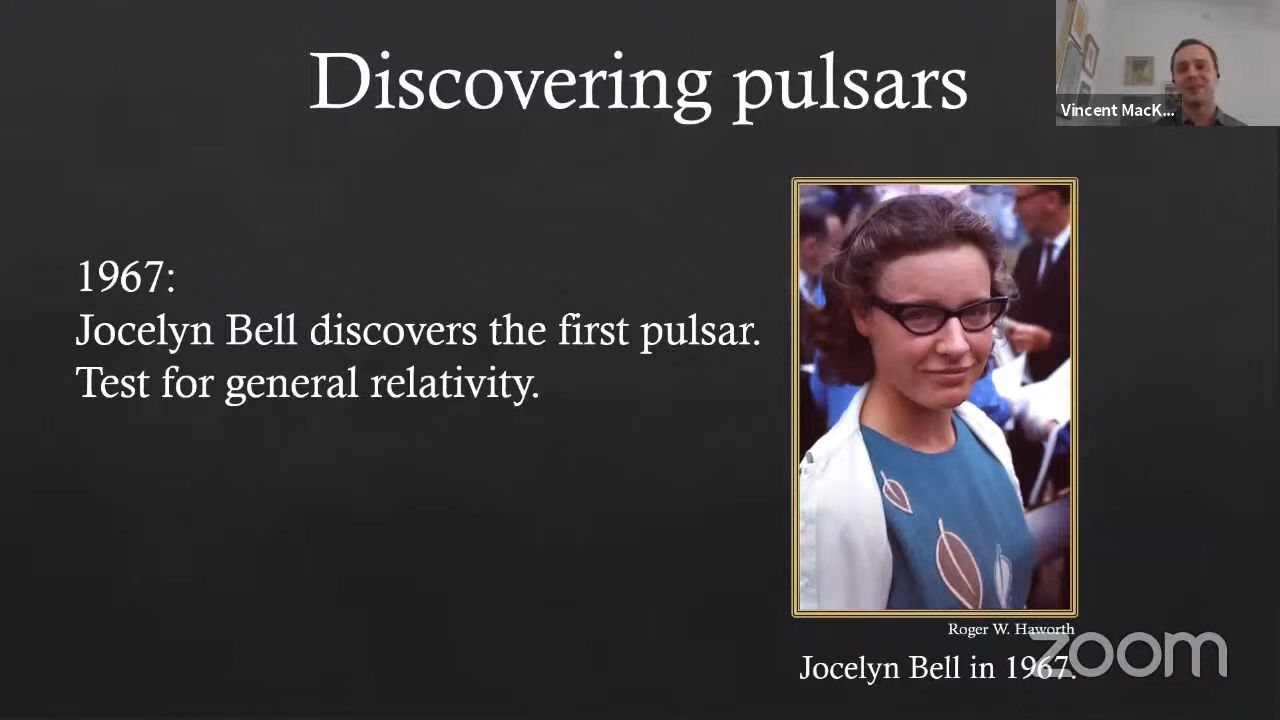 Discovering pulsars
Vincent MacK...
1967:
Jocelyn Bell discovers the first pulsar.
Test for general relativity.
Roger W. Haworth
Jocelyn Bell in 1967.
zoom